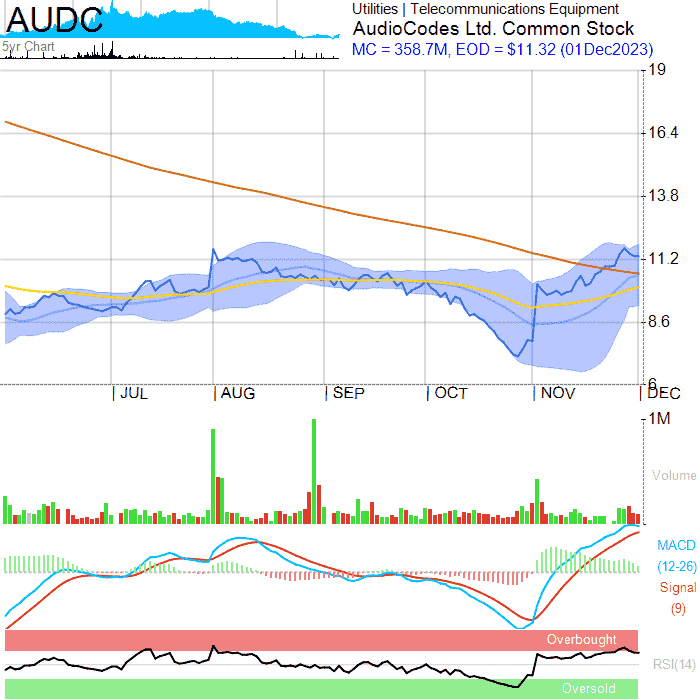 AUDC
5yr Chart
Utilities | Telecommunications Equipment
AudioCodes Ltd. Common Stock
MC = 358.7M, EOD = $11.32 (01Dec2023)
19
16.4
13.8
11.2
8.6
6
JUL AUG SEP OCT NOV DEC
1M
Volume
MACD
(12-26)
Signal
(9)
Overbought
RSI(14)
Oversold